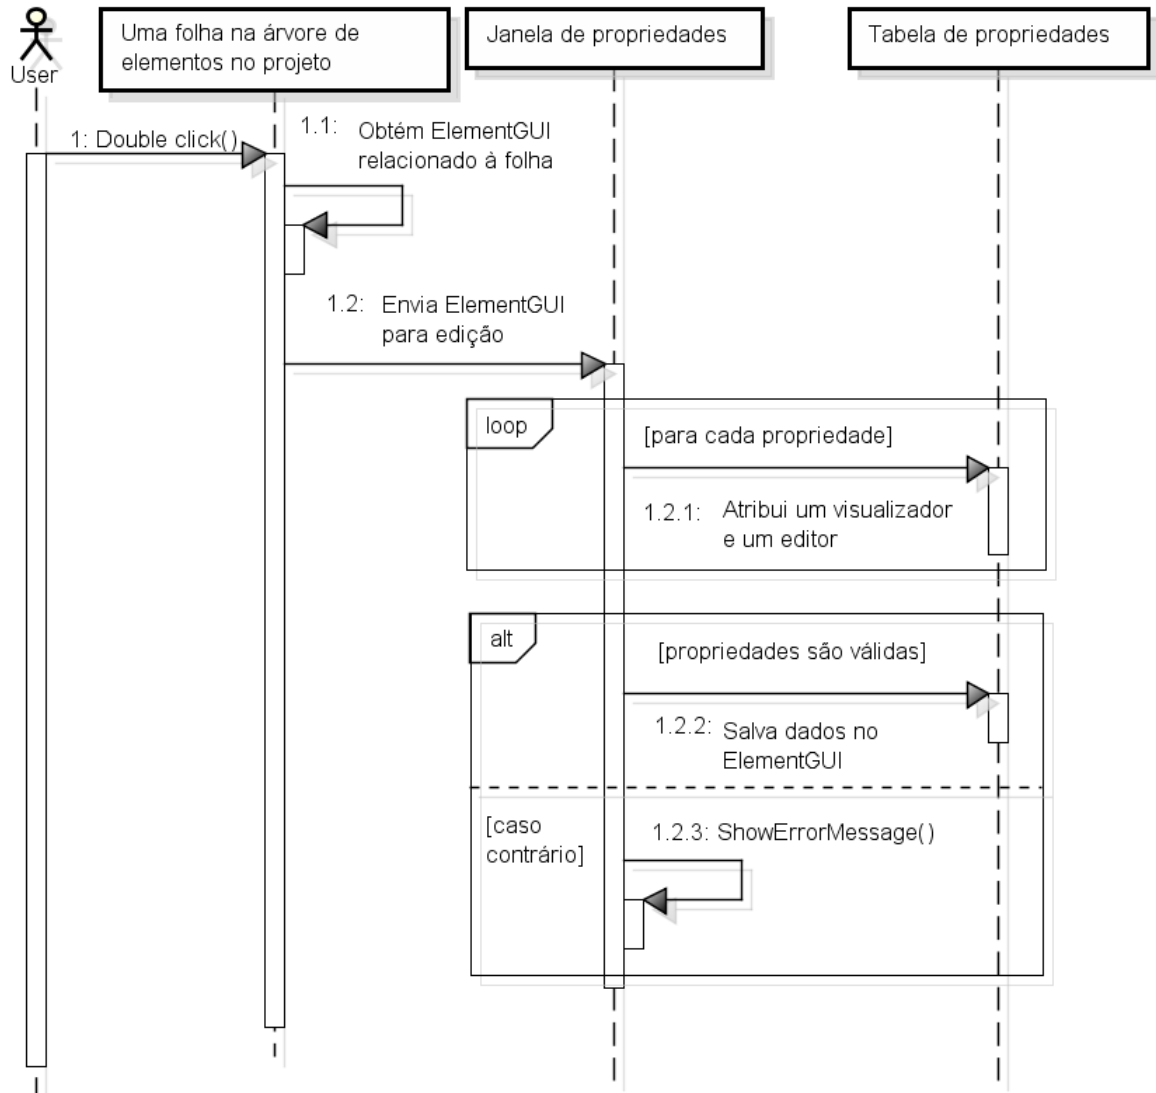 User
Uma folha na árvore de
elementos no projeto
Janela de propriedades
Tabela de propriedades
1: Double click()
1.1: Obtém ElementGUI
relacionado à folha
1.2: Envia ElementGUI
para edição
loop
[para cada propriedade]
1.2.1: Atribui um visualizador
e um editor
alt
[propriedades são válidas]
1.2.2: Salva dados no
ElementGUI
[caso
contrário]
1.2.3: ShowErrorMessage()